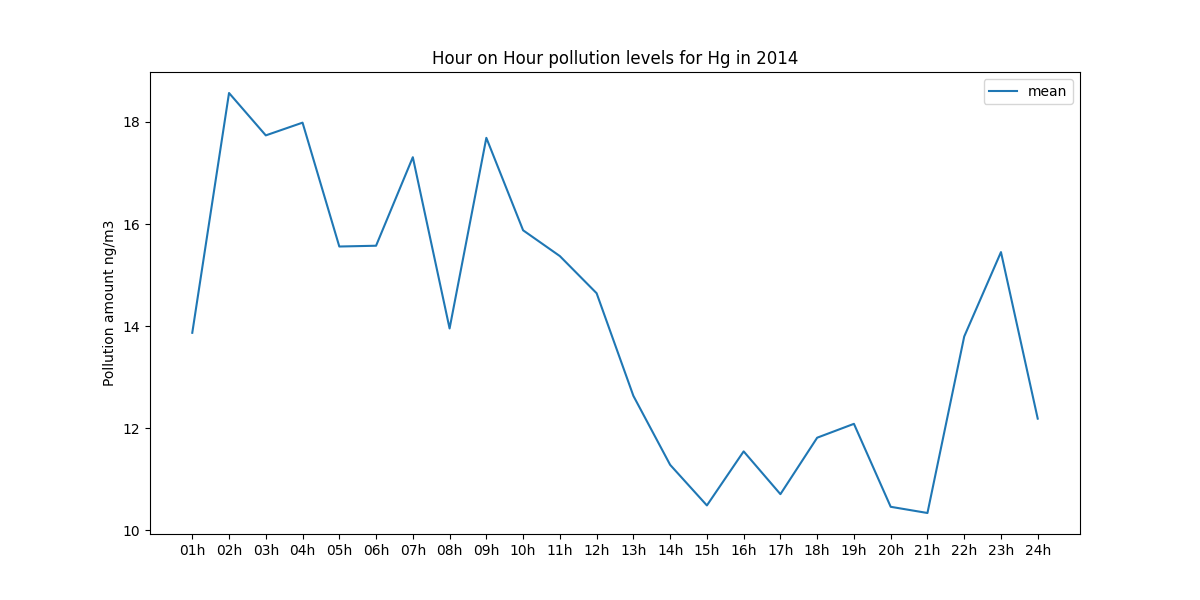 Hour on Hour pollution levels for Hg in 2014
mean
Pollution amount ng/m3
18
16
14
12
10
01h 02h 03h 04h 05h 06h 07h 08h 09h 10h 11h 12h 13h 14h 15h 16h 17h 18h 19h 20h 21h 22h 23h 24h